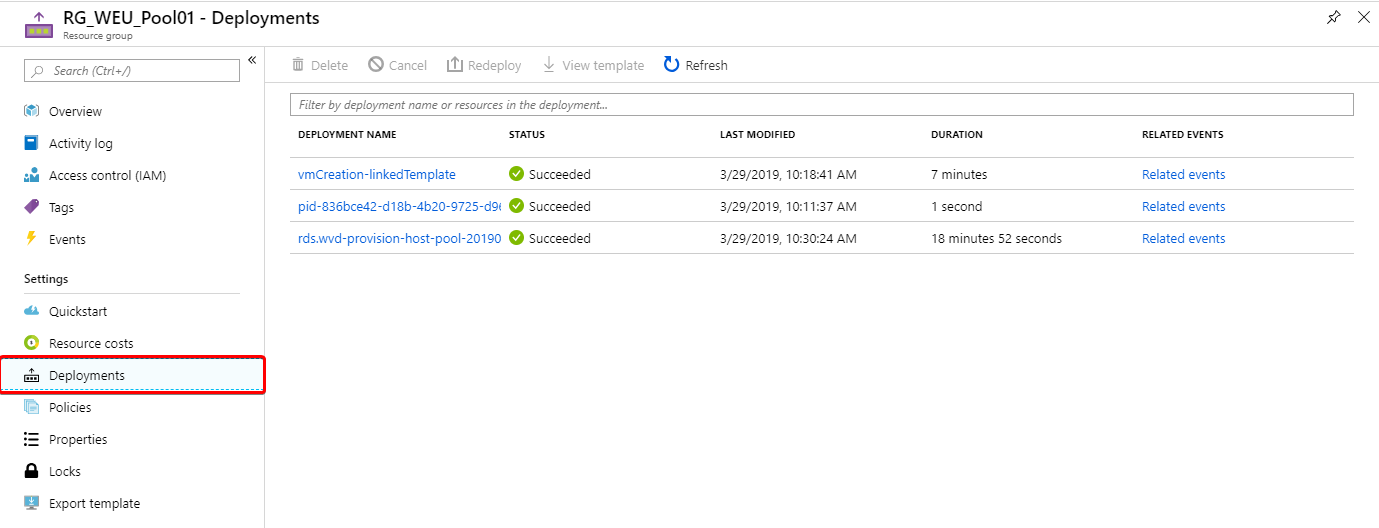 RG_WEU_Pool01 - Deployments
Resource group
Search (Ctrl+/)
«
Overview
Activity log
Access control (IAM)
Tags
Events
Settings
Quickstart
Resource costs
Deployments
Policies
Properties
Locks
Export template
Delete Cancel Redeploy View template Refresh
Filter by deployment name or resources in the deployment...
DEPLOYMENT NAME STATUS LAST MODIFIED DURATION RELATED EVENTS
vmCreation-linkedTemplate Succeeded 3/29/2019, 10:18:41 AM 7 minutes Related events
pid-836bce42-d18b-4b20-9725-d96 Succeeded 3/29/2019, 10:11:37 AM 1 second Related events
rds.wvd-provision-host-pool-20190 Succeeded 3/29/2019, 10:30:24 AM 18 minutes 52 seconds Related events